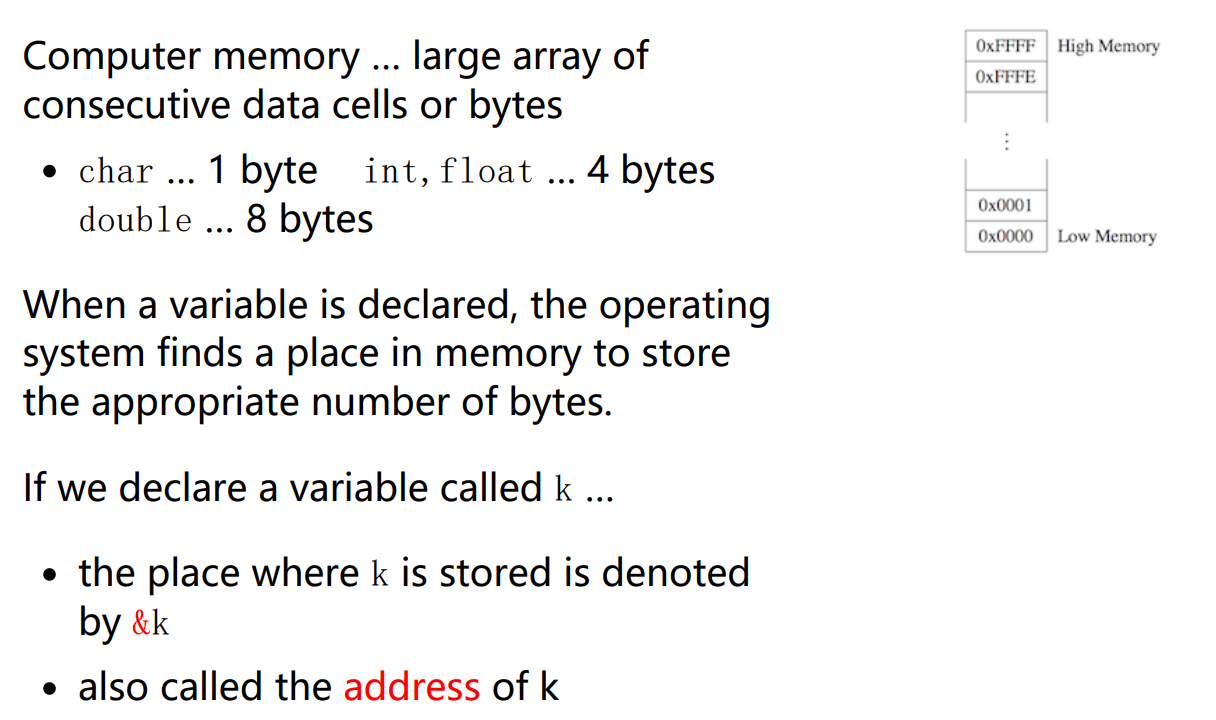 Computer memory ... large array of
consecutive data cells or bytes
• char ... 1 byte int, float ... 4 bytes
double ... 8 bytes
When a variable is declared, the operating
system finds a place in memory to store
the appropriate number of bytes.
If we declare a variable called k ...
• the place where k is stored is denoted
by &k
• also called the address of k
0xFFFF High Memory
0xFFFE
⋮
0x0001
0x0000 Low Memory